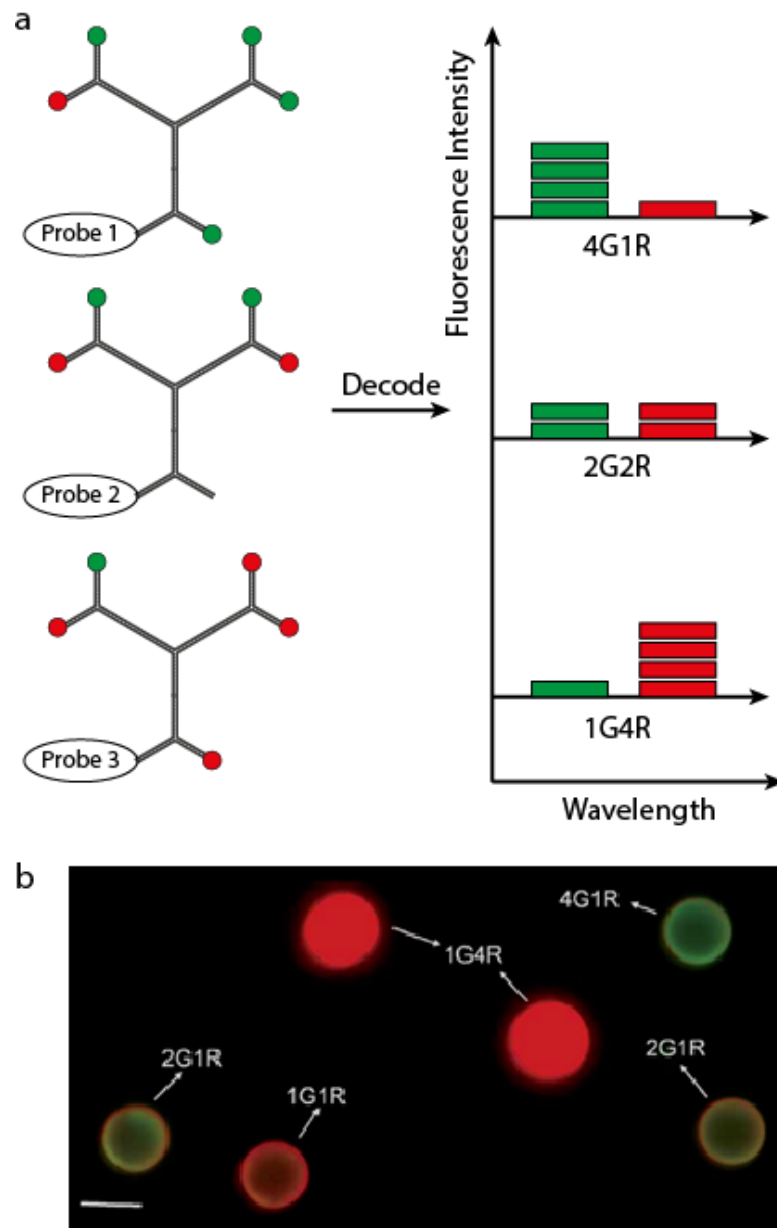 a
Probe 1
Probe 2
Probe 3
Decode
Fluorescence Intensity
4G1R
2G2R
1G4R
Wavelength
b
4G1R
1G4R
2G1R
1G1R
2G1R